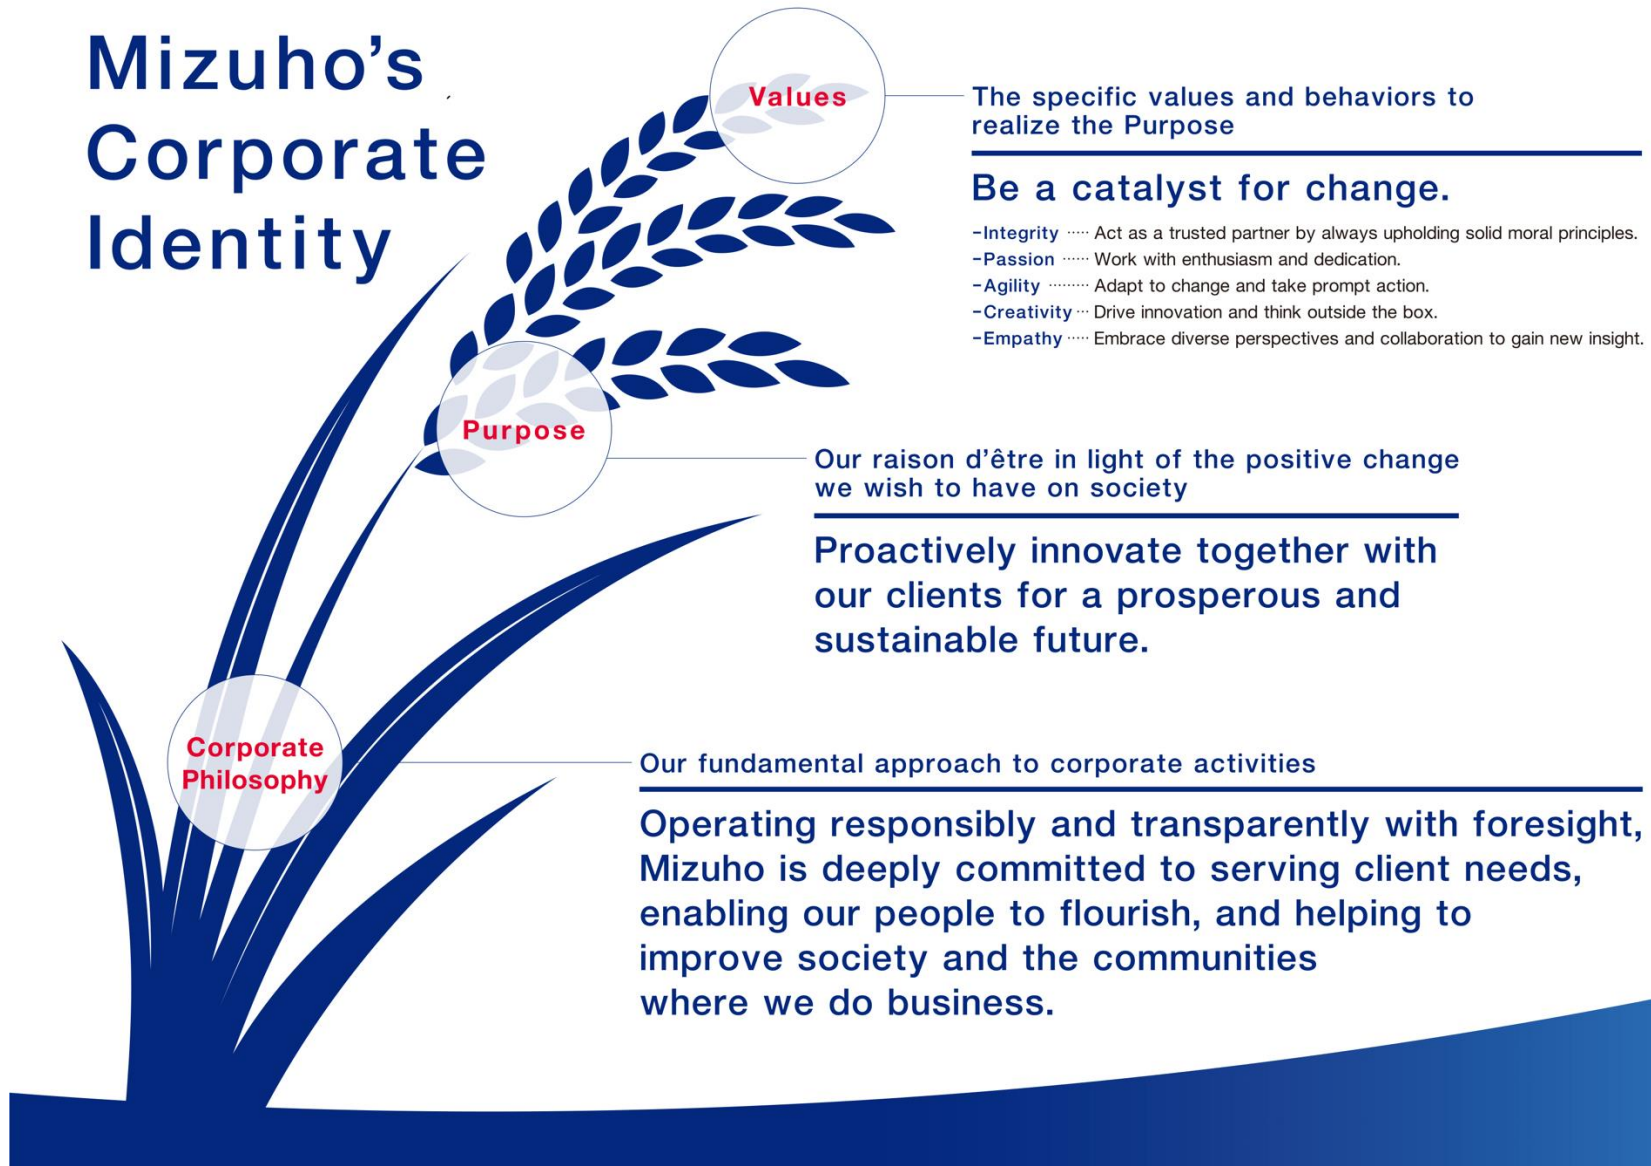 Mizuho’s
Corporate
Identity
Values
The specific values and behaviors to
realize the Purpose
Be a catalyst for change.
-Integrity ····· Act as a trusted partner by always upholding solid moral principles.
-Passion ······ Work with enthusiasm and dedication.
-Agility ········· Adapt to change and take prompt action.
-Creativity ··· Drive innovation and think outside the box.
-Empathy ····· Embrace diverse perspectives and collaboration to gain new insight.
Purpose
Our raison d’être in light of the positive change
we wish to have on society
Proactively innovate together with
our clients for a prosperous and
sustainable future.
Corporate
Philosophy
Our fundamental approach to corporate activities
Operating responsibly and transparently with foresight,
Mizuho is deeply committed to serving client needs,
enabling our people to flourish, and helping to
improve society and the communities
where we do business.